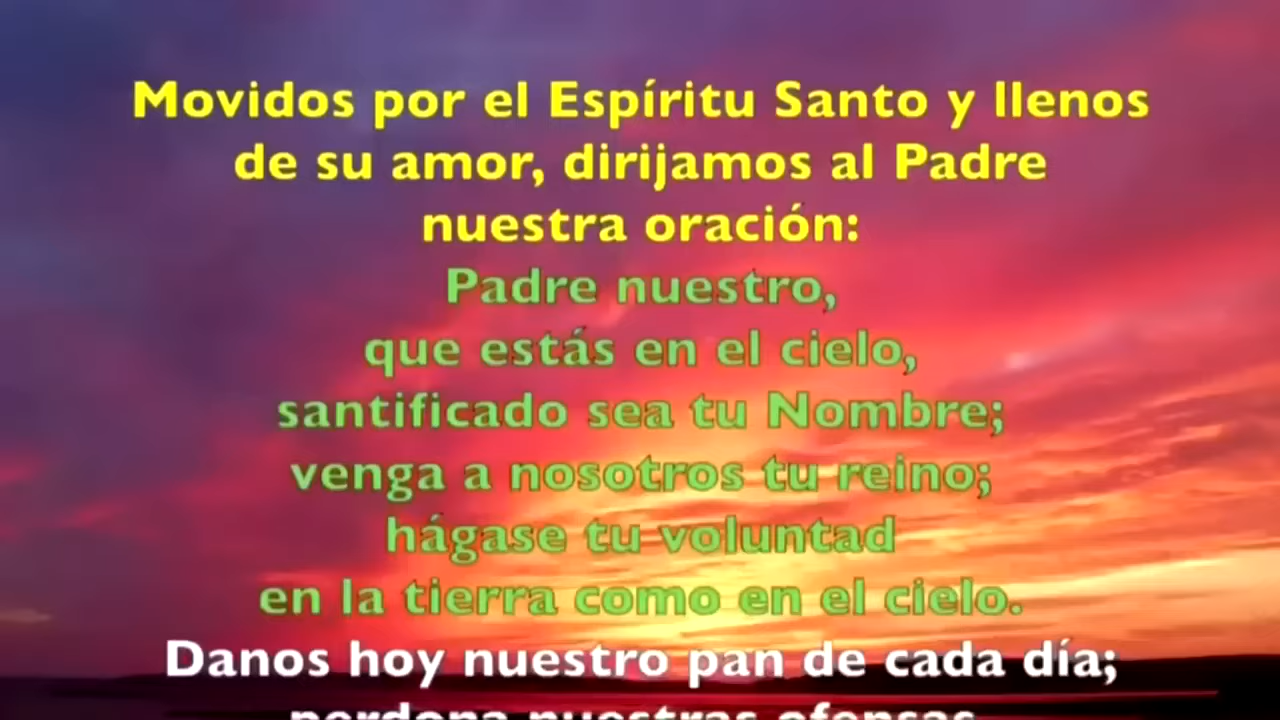 Movidos por el Espíritu Santo y llenos
de su amor, dirijamos al Padre
nuestra oración:
Padre nuestro,
que estás en el cielo,
santificado sea tu Nombre;
venga a nosotros tu reino;
hágase tu voluntad
en la tierra como en el cielo.
Danos hoy nuestro pan de cada día;
perdona nuestras ofensas